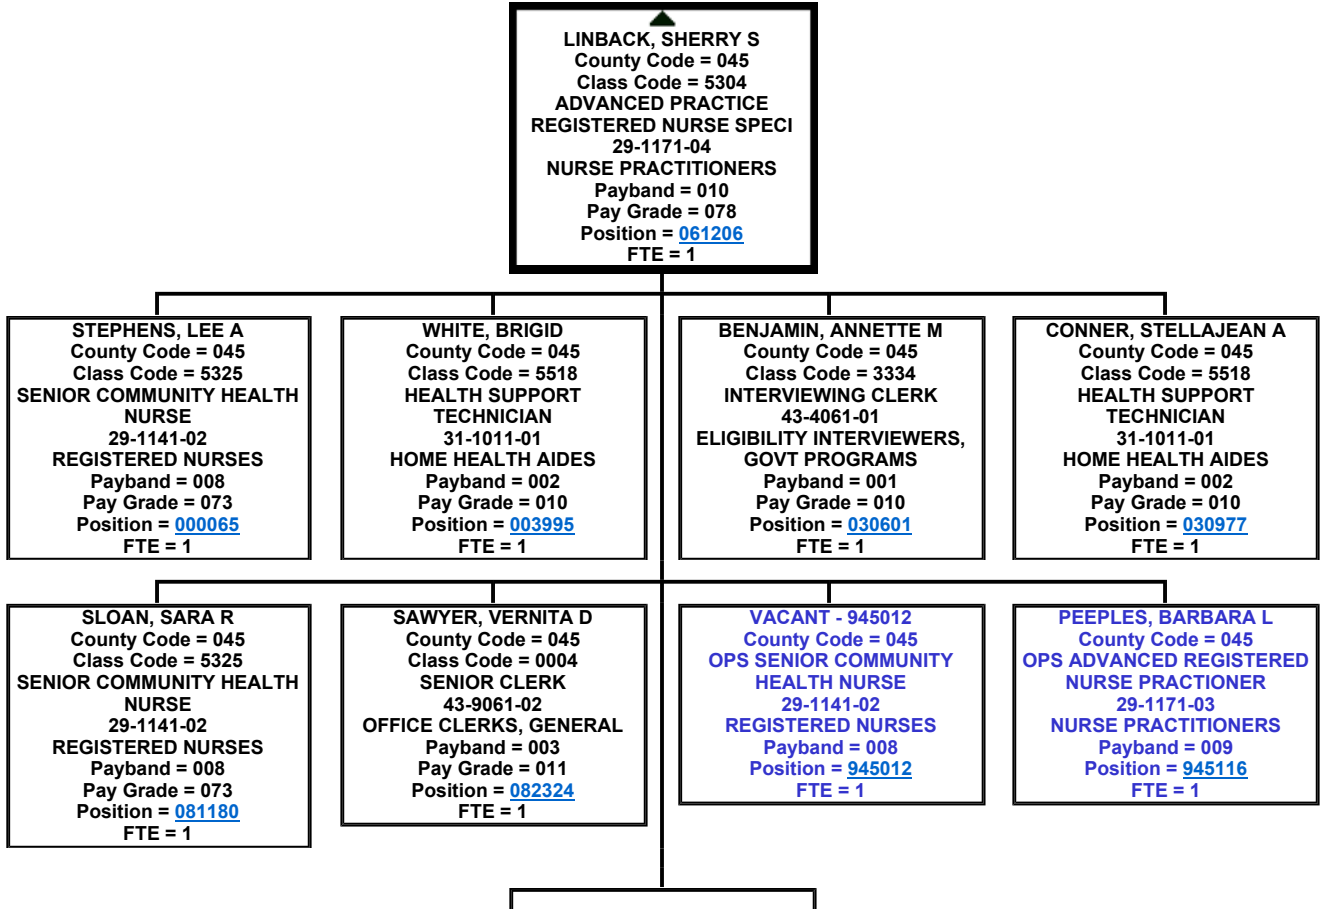 LINBACK, SHERRY S
County Code = 045
Class Code = 5304
ADVANCED PRACTICE
REGISTERED NURSE SPECI
29-1171-04
NURSE PRACTITIONERS
Payband = 010
Pay Grade = 078
Position = 061206
FTE = 1
STEPHENS, LEE A
County Code = 045
Class Code = 5325
SENIOR COMMUNITY HEALTH
NURSE
29-1141-02
REGISTERED NURSES
Payband = 008
Pay Grade = 073
Position = 000065
FTE = 1
WHITE, BRIGID
County Code = 045
Class Code = 5518
HEALTH SUPPORT
TECHNICIAN
31-1011-01
HOME HEALTH AIDES
Payband = 002
Pay Grade = 010
Position = 003995
FTE = 1
BENJAMIN, ANNETTE M
County Code = 045
Class Code = 3334
INTERVIEWING CLERK
43-4061-01
ELIGIBILITY INTERVIEWERS,
GOVT PROGRAMS
Payband = 001
Pay Grade = 010
Position = 030601
FTE = 1
CONNER, STELLAJEAN A
County Code = 045
Class Code = 5518
HEALTH SUPPORT
TECHNICIAN
31-1011-01
HOME HEALTH AIDES
Payband = 002
Pay Grade = 010
Position = 030977
FTE = 1
SLOAN, SARA R
County Code = 045
Class Code = 5325
SENIOR COMMUNITY HEALTH
NURSE
29-1141-02
REGISTERED NURSES
Payband = 008
Pay Grade = 073
Position = 081180
FTE = 1
SAWYER, VERNITA D
County Code = 045
Class Code = 0004
SENIOR CLERK
43-9061-02
OFFICE CLERKS, GENERAL
Payband = 003
Pay Grade = 011
Position = 082324
FTE = 1
VACANT - 945012
County Code = 045
OPS SENIOR COMMUNITY
HEALTH NURSE
29-1141-02
REGISTERED NURSES
Payband = 008
Position = 945012
FTE = 1
PEEPLES, BARBARA L
County Code = 045
OPS ADVANCED REGISTERED
NURSE PRACTIONER
29-1171-03
NURSE PRACTITIONERS
Payband = 009
Position = 945116
FTE = 1